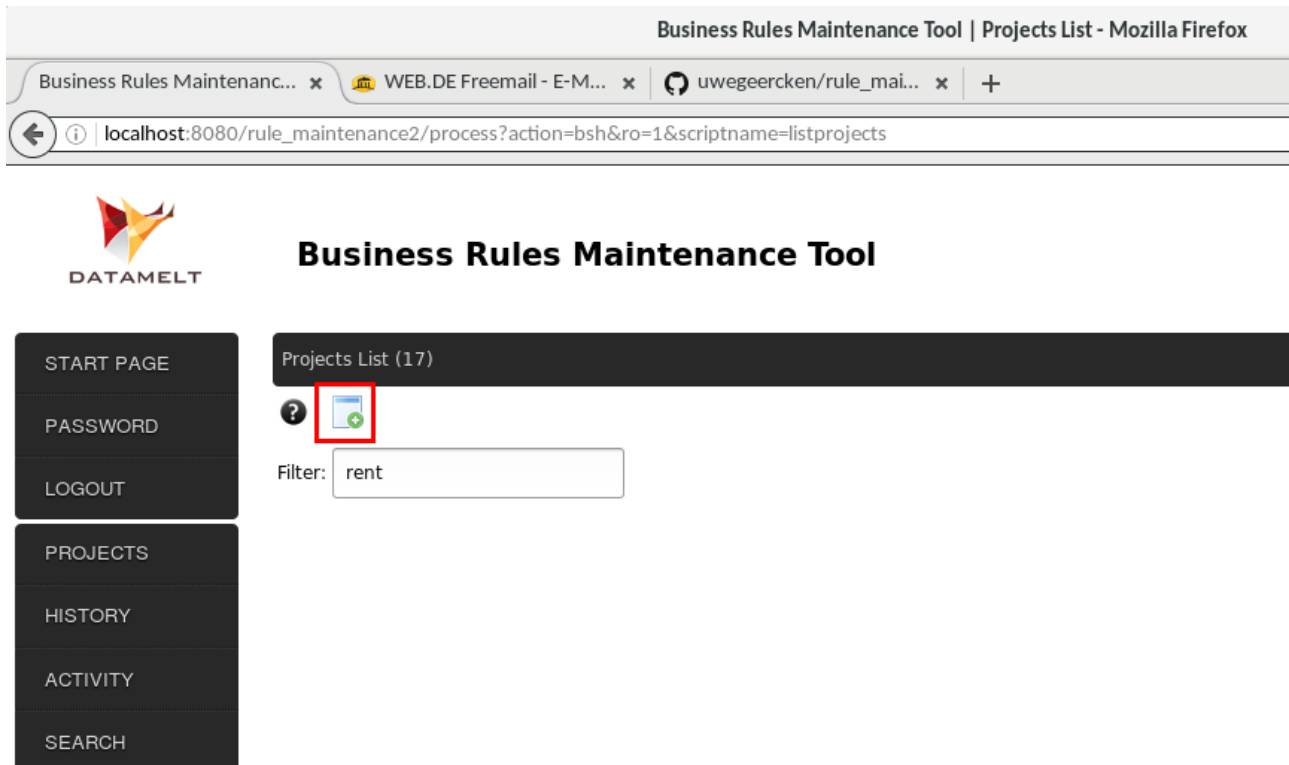 Business Rules Maintenance Tool | Projects List - Mozilla Firefox
Business Rules Maintenanc... × WEB.DE Freemail - E-M... × uwegeercken/rule_mai... × +
localhost:8080/rule_maintenance2/process?action=bsh&ro=1&scriptname=listprojects
DATAMELT
Business Rules Maintenance Tool
START PAGE
PASSWORD
LOGOUT
PROJECTS
HISTORY
ACTIVITY
SEARCH
Projects List (17)
?
Filter: rent